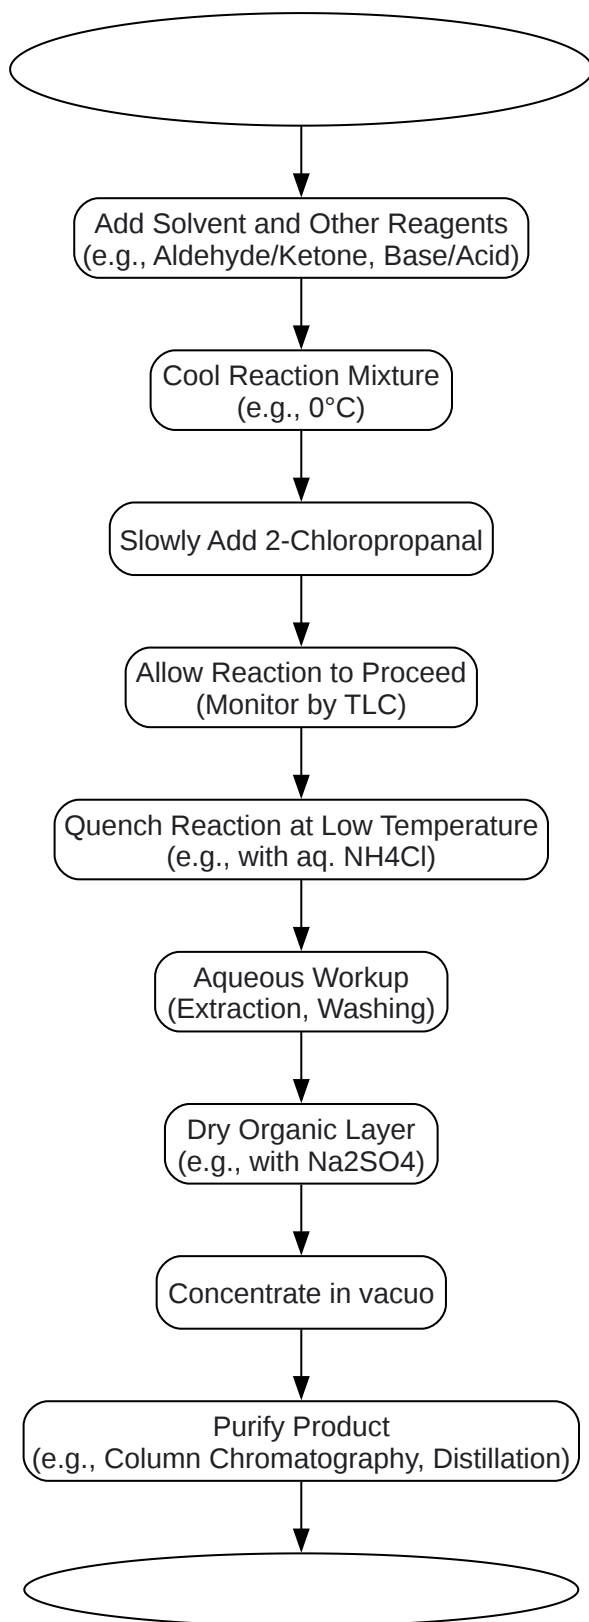 Add Solvent and Other Reagents
(e.g., Aldehyde/Ketone, Base/Acid)
Cool Reaction Mixture
(e.g., 0°C)
Slowly Add 2-Chloropropanal
Allow Reaction to Proceed
(Monitor by TLC)
Quench Reaction at Low Temperature
(e.g., with aq. NH4Cl)
Aqueous Workup
(Extraction, Washing)
Dry Organic Layer
(e.g., with Na2SO4)
Concentrate in vacuo
Purify Product
(e.g., Column Chromatography, Distillation)